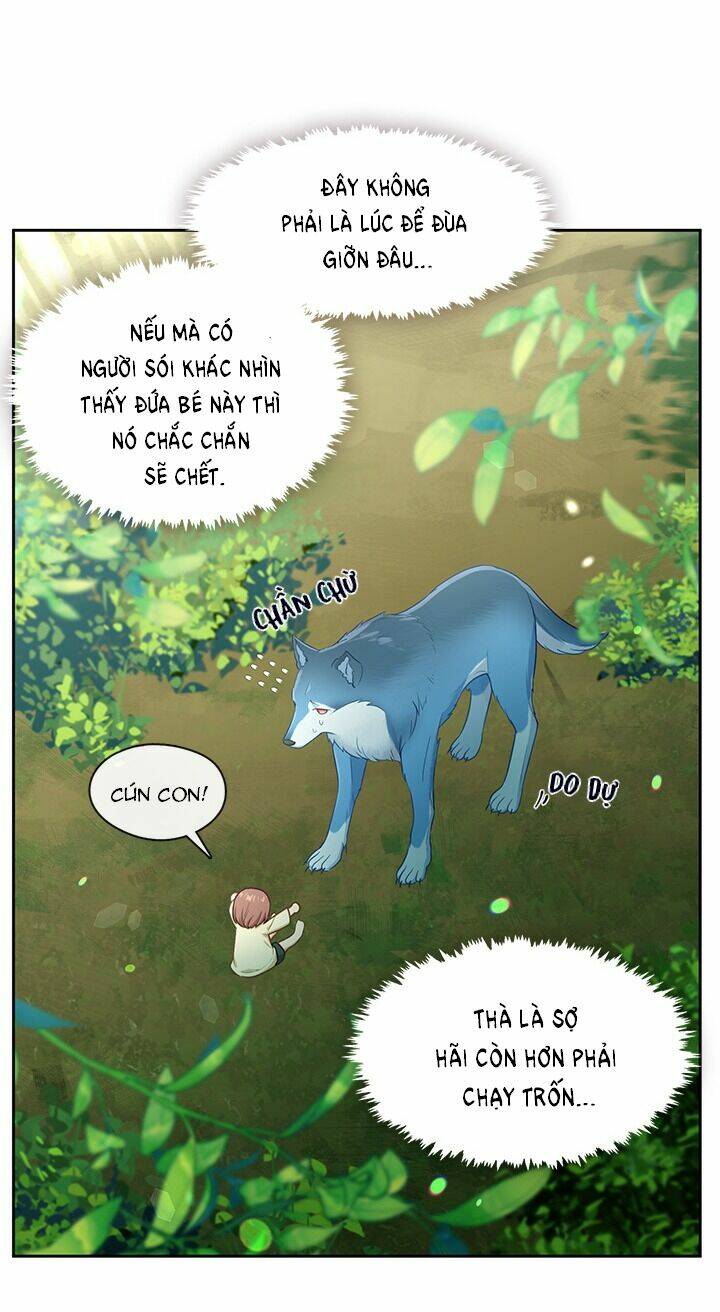 ĐÂY KHÔNG
PHẢI LÀ LÚC ĐỂ ĐÙA
GIỠN ĐÂU...
NẾU MÀ CÓ
NGƯỜI SÓI KHÁC NHÌN
THẤY ĐỨA BÉ NÀY THÌ
NÓ CHẮC CHẮN
SẼ CHẾT.
CHẦN CHỪ
CÚN CON!
DO DỰ
THÀ LÀ SỢ
HÃI CÒN HƠN PHẢI
CHẠY TRỐN...